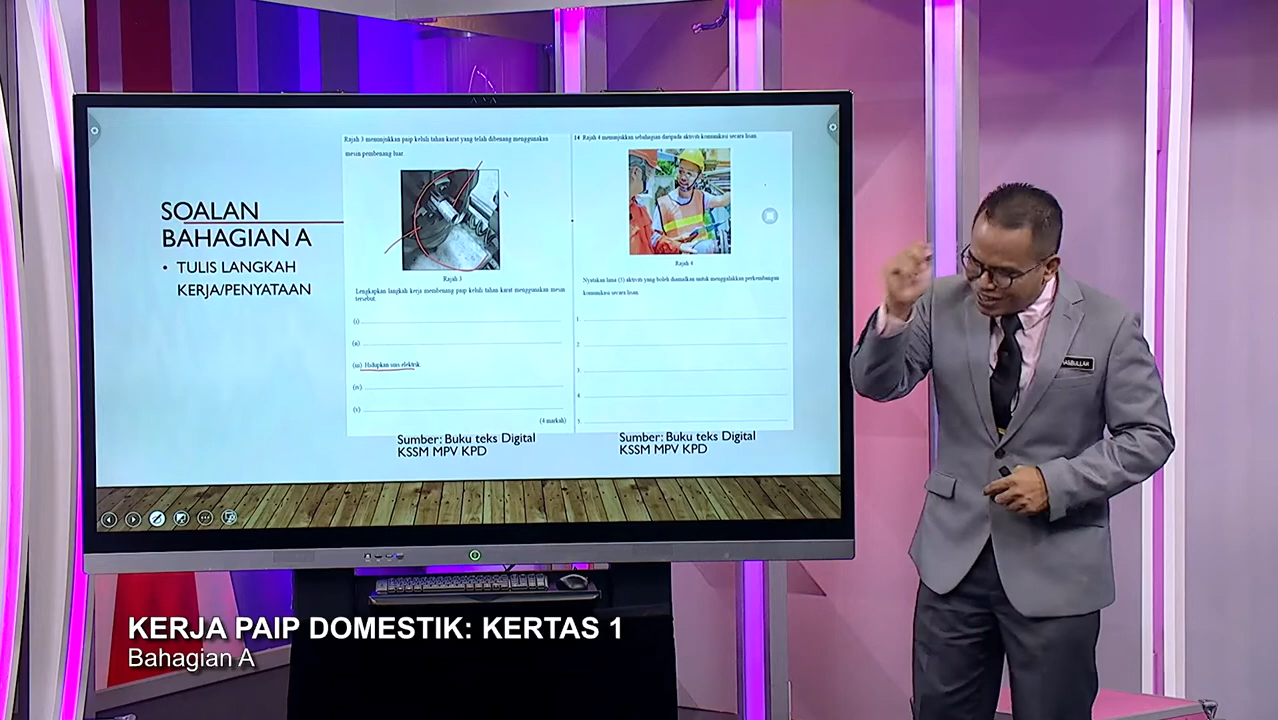 SOALAN
BAHAGIAN A
• TULIS LANGKAH
KERJA/PENYATAAN
Rajah 3 menunjukkan paip keluli tahan karat yang telah dibenang menggunakan
mesin pembenang luar.
Rajah 3
Lengkapkan langkah kerja membenang paip keluli tahan karat menggunakan mesin
tersebut.
(i)
(ii)
(iii) Hidupkan suis elektrik
(iv)
(v)
(4 markah)
Sumber: Buku teks Digital
KSSM MPV KPD
14 Rajah 4 menunjukkan sebahagian daripada aktiviti komunikasi secara lisan.
Rajah 4
Nyatakan lima (5) aktiviti yang boleh diamalkan untuk menggalakkan perkembangan
komunikasi secara lisan.
1.
2.
3.
4.
5.
Sumber: Buku teks Digital
KSSM MPV KPD
KERJA PAIP DOMESTIK: KERTAS 1
Bahagian A